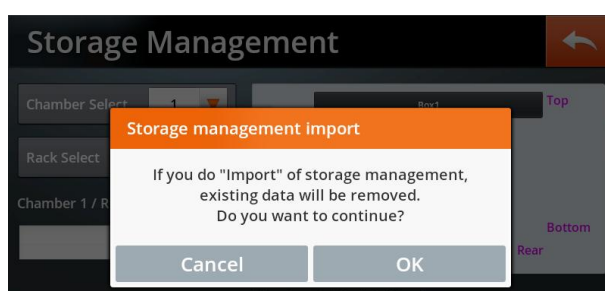 Storage Management
Chamber Select 1
Box1
Top
Storage management import
Rack Select
If you do "Import" of storage management,
existing data will be removed.
Do you want to continue?
Chamber 1 / R
Bottom
Rear
Cancel
OK